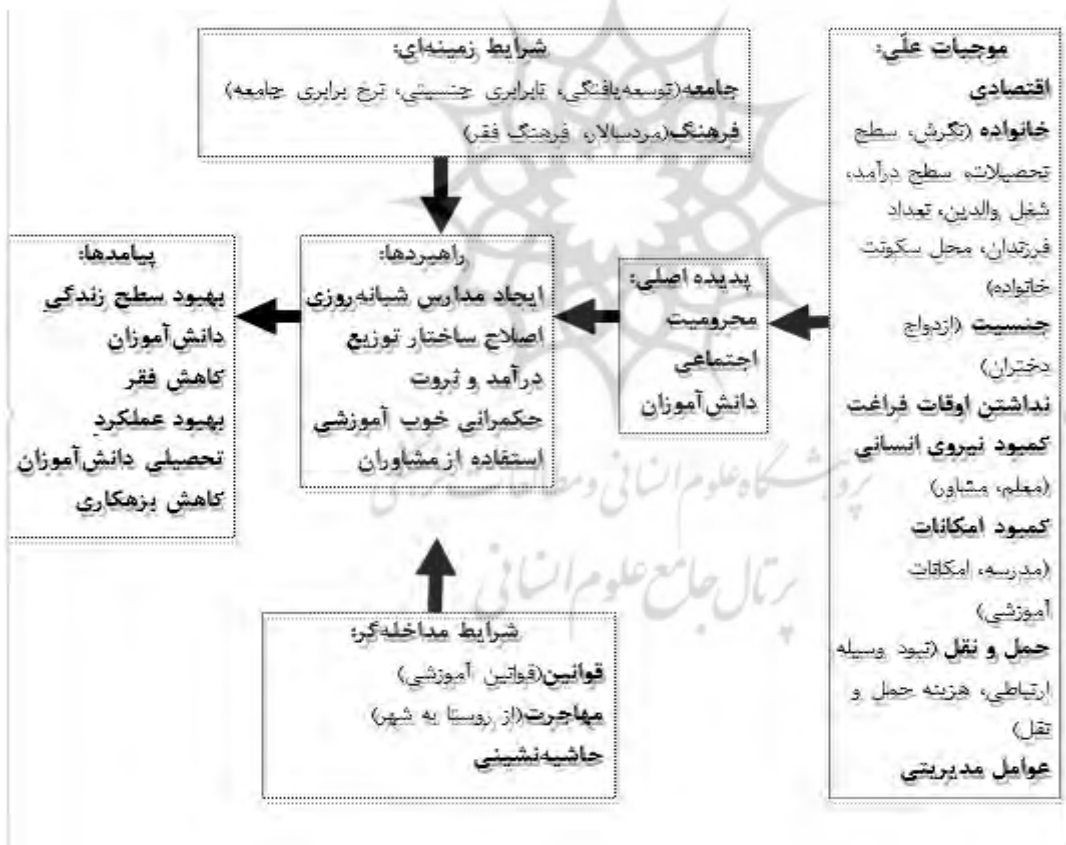 موجبات علّی:
اقتصادی
خانواده (نگرش، سطح
تحصیلات، سطح درآمد،
شغل والدین، تعداد
فرزندان، محل سکونت
خانواده)
جنسیت (ازدواج
دختران)
نداشتن اوقات فراغت
کمبود نیروی انسانی
(معلم، مشاور)
کمبود امکانات
(مدرسه، امکانات
آموزشی)
حمل و نقل (نبود وسیله
ارتباطی، هزینه حمل و
نقل)
عوامل مدیریتی
شرایط زمینه‌ای:
جامعه(توسعه‌یافتگی، نابرابری جنسیتی، نرخ برابری جامعه)
فرهنگ(مردسالار، فرهنگ فقر)
پدیده اصلی:
محرومیت
اجتماعی
دانش‌آموزان
راهبردها:
ایجاد مدارس شبانه‌روزی
اصلاح ساختار توزیع
درآمد و ثروت
حکمرانی خوب آموزشی
استفاده از مشاوران
پیامدها:
بهبود سطح زندگی
دانش‌آموزان
کاهش فقر
بهبود عملکرد
تحصیلی دانش‌آموزان
کاهش بزهکاری
شرایط مداخله‌گر:
قوانین(قوانین آموزشی)
مهاجرت(از روستا به شهر)
حاشیه‌نشینی
پژوهشگاه علوم انسانی و مطالعات فرهنگی
پرتال جامع علوم انسانی